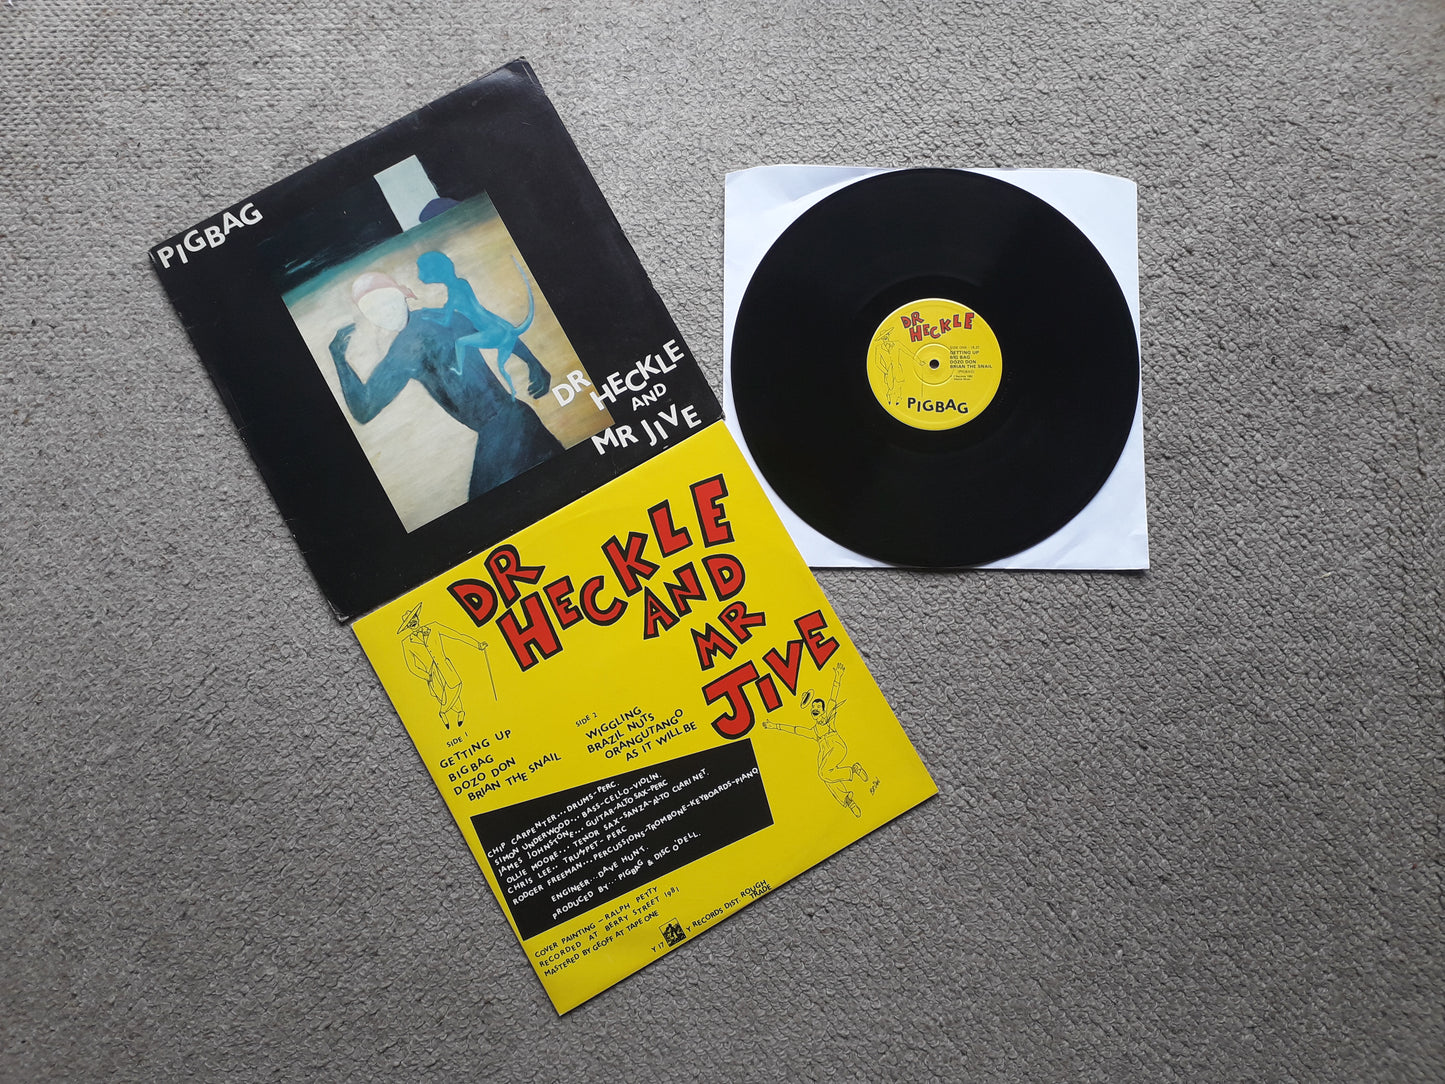 PIGBAG
DR HECKLE
AND
MR JIVE
DR
HECKLE
SIDE ONE
GETTING UP
BIG BAG
DOZO DON
BRIAN THE SNAIL
(PIGBAG)
PIGBAG
DR
HECKLE
AND
MR
JIVE
SIDE 1
GETTING UP
BIG BAG
DOZO DON
BRIAN THE SNAIL
SIDE 2
WIGGLING
BRAZIL NUTS
ORANGUTANGO
AS IT WILL BE
CHIP CARPENTER...DRUMS-PERC.
SIMON UNDERWOOD...BASS-CELLO-VIOLIN.
JAMES JOHNSTONE...GUITAR-ALTO SAX-PERC
OLLIE MOORE...TENOR SAX-SANZA-ALTO CLARINET.
CHRIS LEE..TRUMPET-PERC
RODGER FREEMAN...PERCUSSIONS-TROMBONE-KEYBOARDS-PIANO
ENGINEER...DAVE HUNT.
PRODUCED BY...PIGBAG & DISC O'DELL.
COVER PAINTING - RALPH PETTY
RECORDED AT BERRY STREET 1981
MASTERED BY GEOFF AT TAPE ONE
Y 17
Y RECORDS DIST. ROUGH TRADE